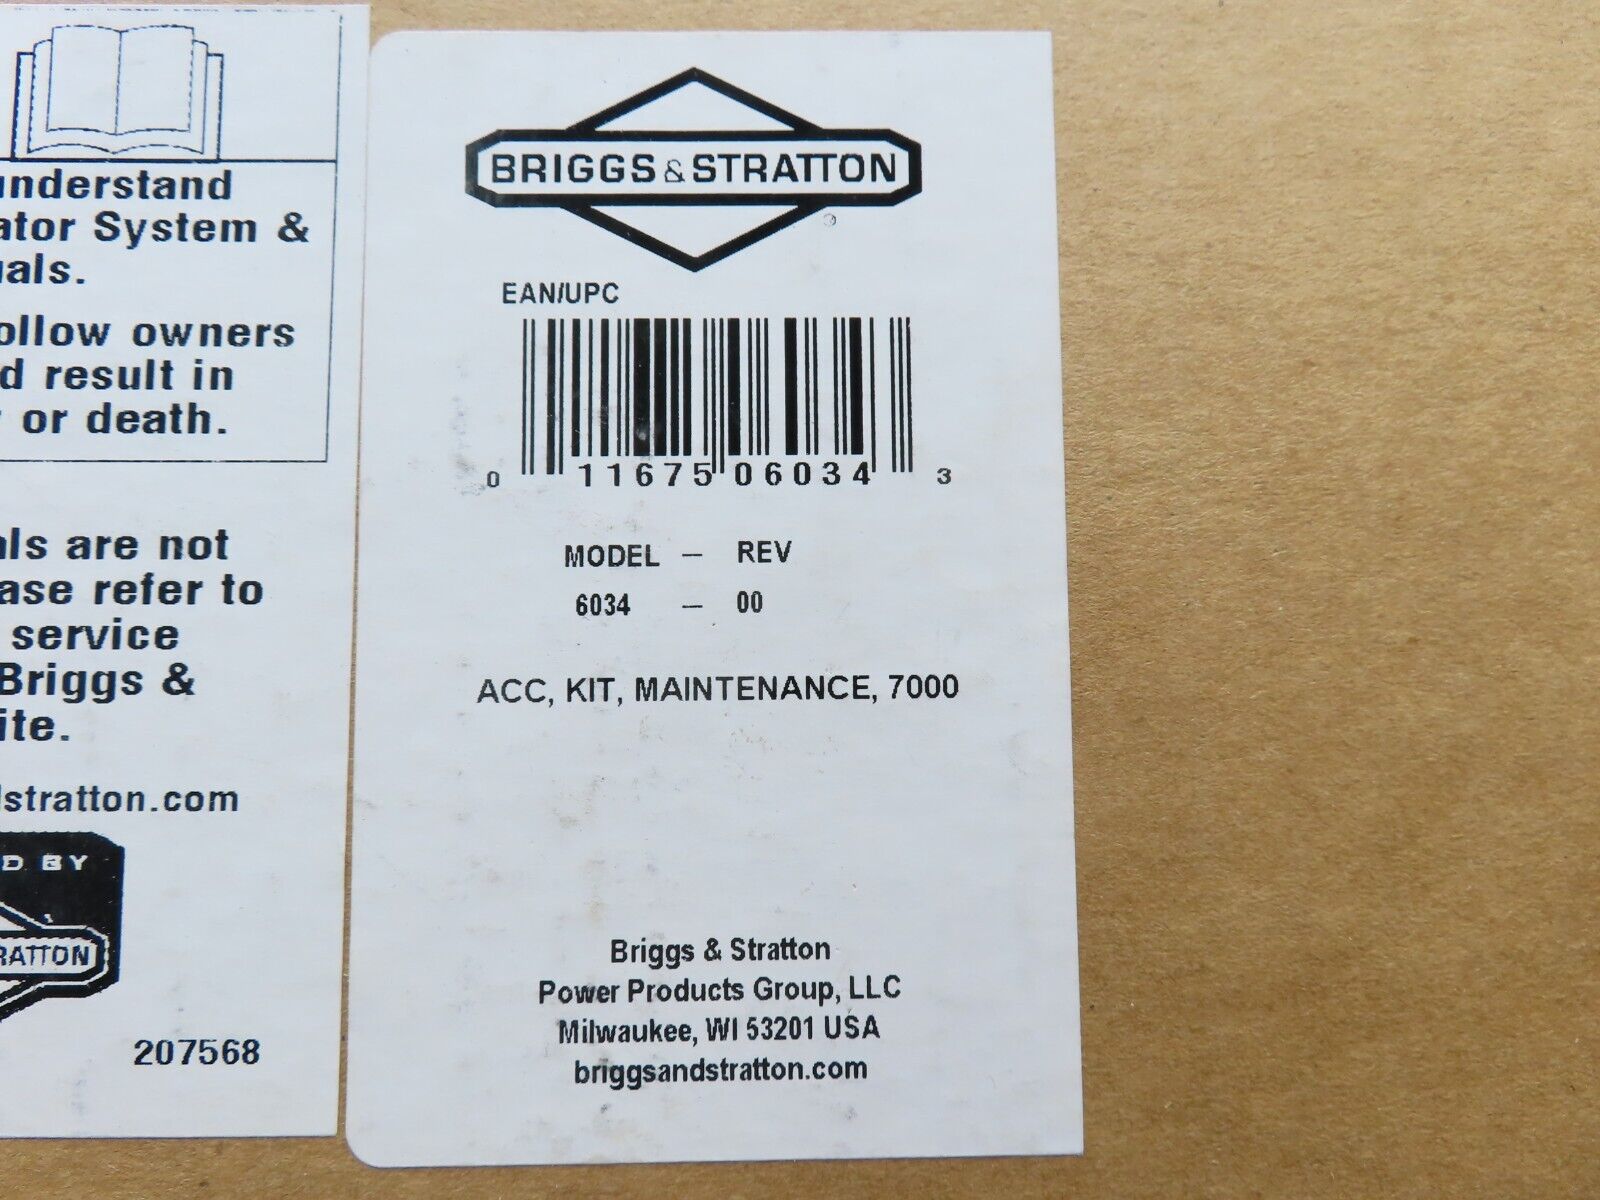 understand
ator System &
uals.
ollow owners
d result in
or death.
als are not
ase refer to
service
Briggs &
ite.
dstratton.com
D BY
RATTON
207568
BRIGGS & STRATTON
®
EAN/UPC
0 11675 06034 3
MODEL – REV
6034 – 00
ACC, KIT, MAINTENANCE, 7000
Briggs & Stratton
Power Products Group, LLC
Milwaukee, WI 53201 USA
briggsandstratton.com